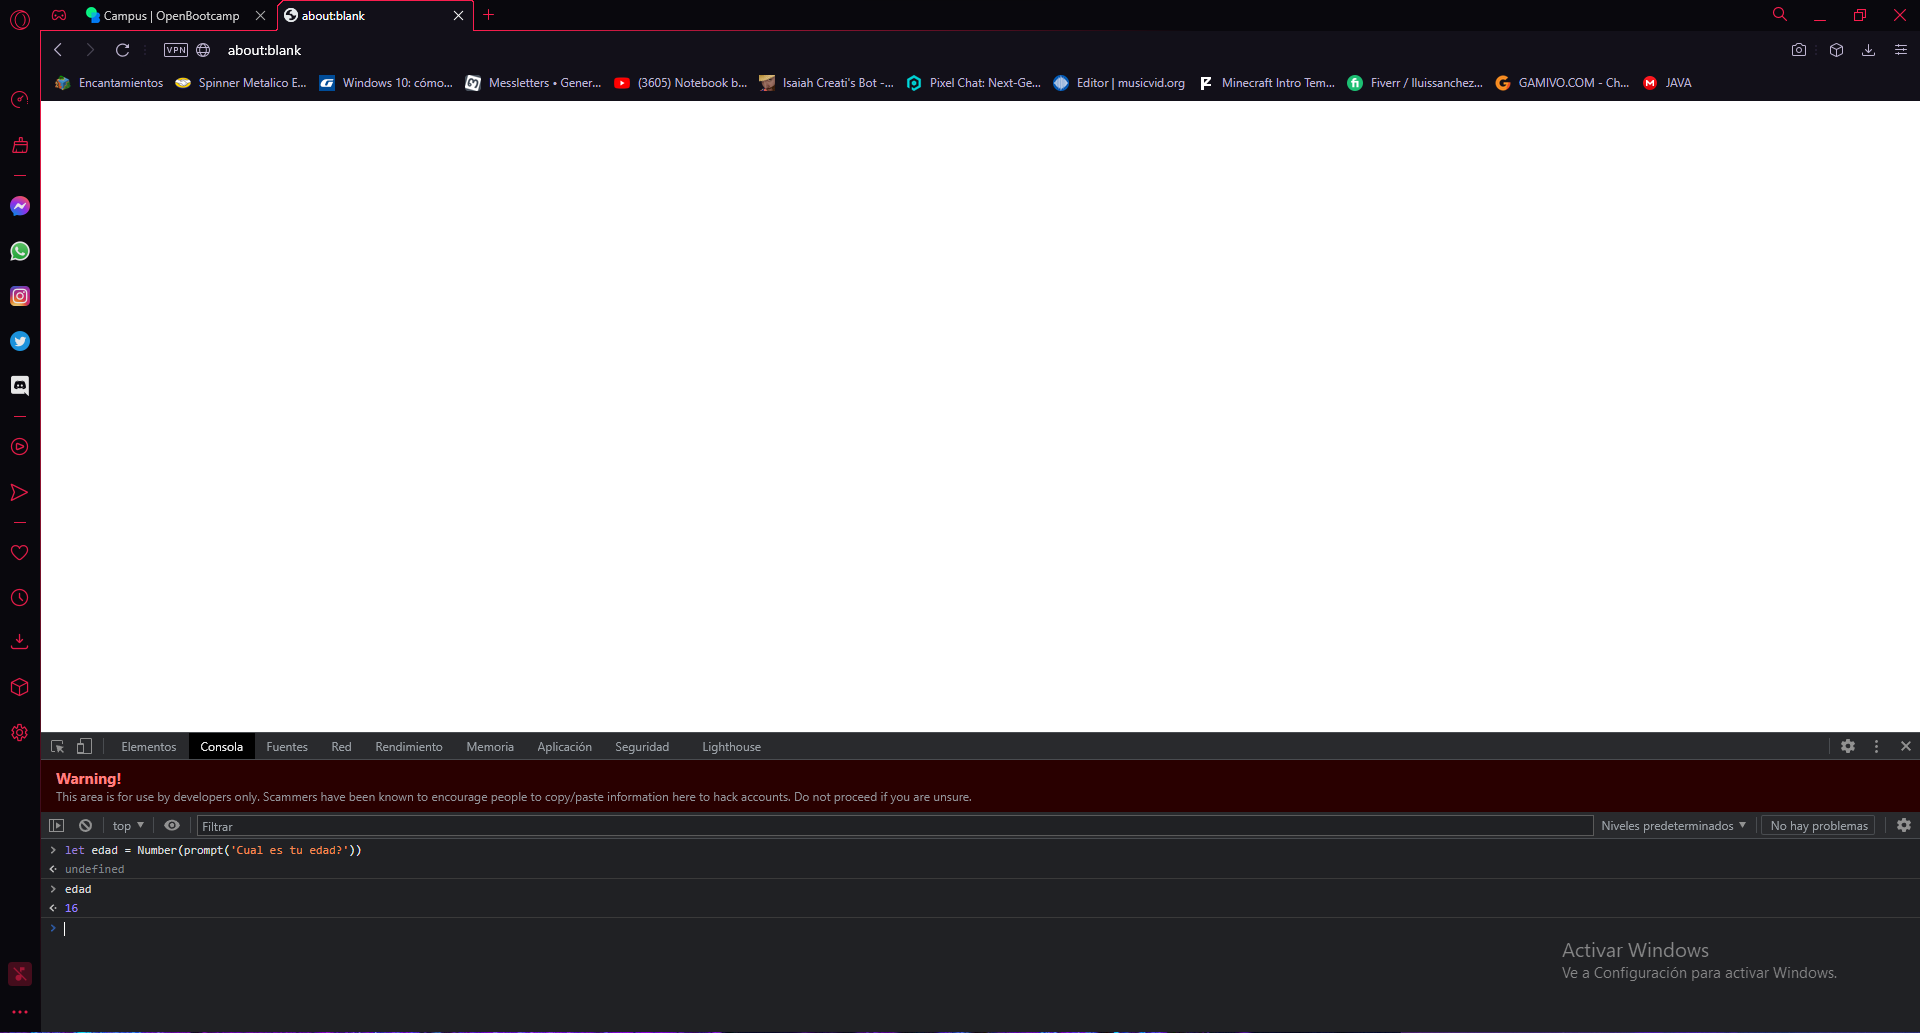 Campus | OpenBootcamp
about:blank
VPN
about:blank
Encantamientos
Spinner Metalico E...
Windows 10: cómo...
Messletters • Gener...
(3605) Notebook b...
Isaiah Creati's Bot -...
Pixel Chat: Next-Ge...
Editor | musicvid.org
Minecraft Intro Tem...
Fiverr / lluissanchez...
GAMIVO.COM - Ch...
JAVA
Elementos
Consola
Fuentes
Red
Rendimiento
Memoria
Aplicación
Seguridad
Lighthouse
Warning!
This area is for use by developers only. Scammers have been known to encourage people to copy/paste information here to hack accounts. Do not proceed if you are unsure.
top
Filtrar
Niveles predeterminados
No hay problemas
let edad = Number(prompt('Cual es tu edad?'))
undefined
edad
16
Activar Windows
Ve a Configuración para activar Windows.